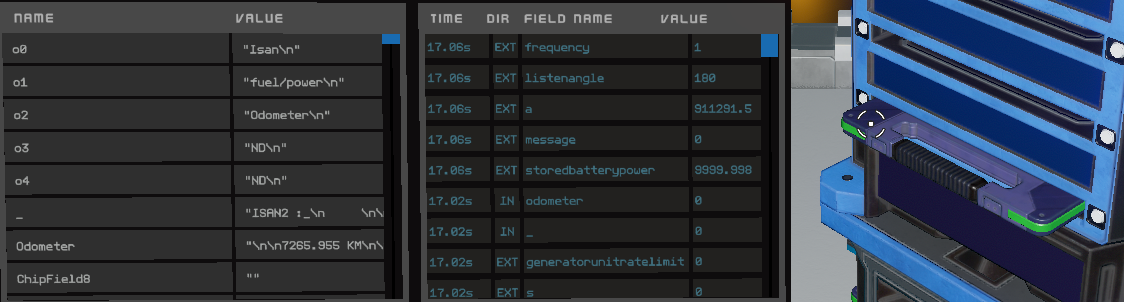 NAME VALUE
o0 "Isan\n"
o1 "fuel/power\n"
o2 "Odometer\n"
o3 "ND\n"
o4 "ND\n"
_ "ISAN2 :_\n \n\
Odometer "\n\n7265.955 KM\n\
ChipField8 ""
TIME DIR FIELD NAME VALUE
17.06s EXT frequency 1
17.06s EXT listenangle 180
17.06s EXT a 911291.5
17.06s EXT message 0
17.06s EXT storedbatterypower 9999.998
17.02s IN odometer 0
17.02s IN _ 0
17.02s EXT generatorunitratelimit 0
17.02s EXT s 0